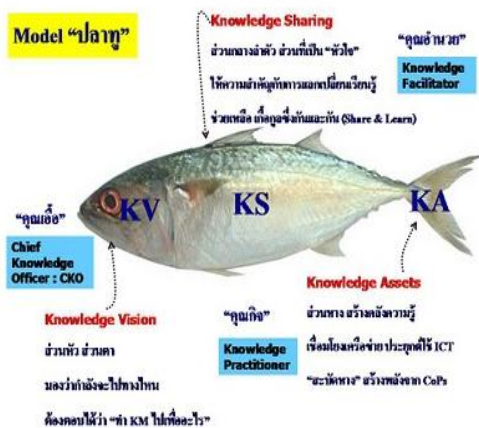 Model “ปลาทู”
Knowledge Sharing
ส่วนกลางลำตัว ส่วนที่เป็น “หัวใจ”
ให้ความสำคัญกับการแลกเปลี่ยนเรียนรู้
ช่วยเหลือ เกื้อกูลซึ่งกันและกัน (Share & Learn)
“คุณอำนวย”
Knowledge
Facilitator
KV
KS
KA
“คุณเอื้อ”
Chief
Knowledge
Officer : CKO
Knowledge Vision
ส่วนหัว ส่วนตา
มองว่ากำลังจะไปทางไหน
ต้องตอบได้ว่า “ทำ KM ไปเพื่ออะไร”
“คุณกิจ”
Knowledge
Practitioner
Knowledge Assets
ส่วนหาง สร้างคลังความรู้
เชื่อมโยงเครือข่าย ประยุกต์ใช้ ICT
“สะบัดหาง” สร้างพลังจาก CoPs